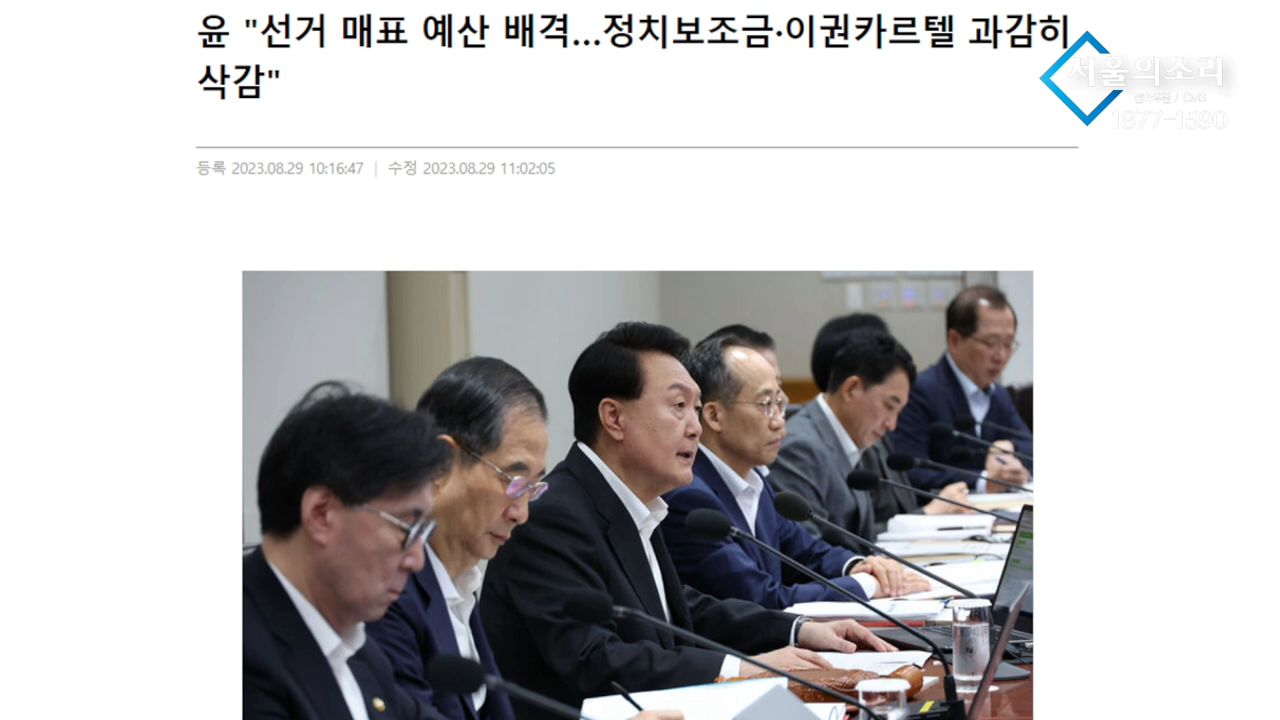 윤 "선거 매표 예산 배격...정치보조금·이권카르텔 과감히
삭감"
서울의소리
1877-1590
등록 2023.08.29 10:16:47 | 수정 2023.08.29 11:02:05